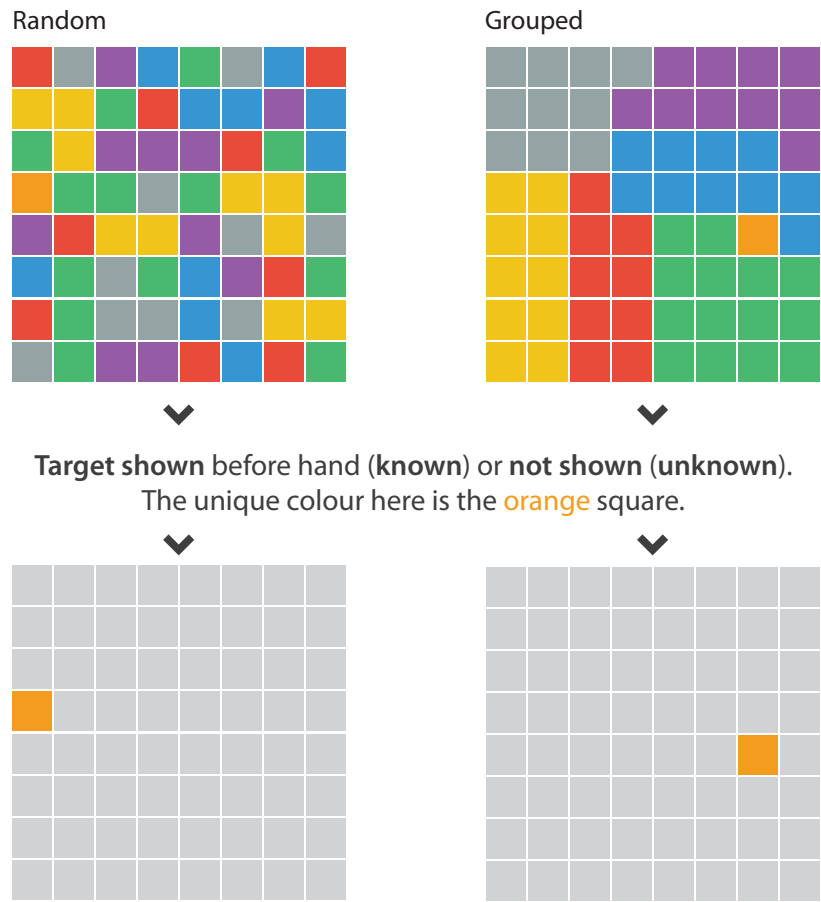 Random
Grouped
Target shown before hand (known) or not shown (unknown).
The unique colour here is the orange square.